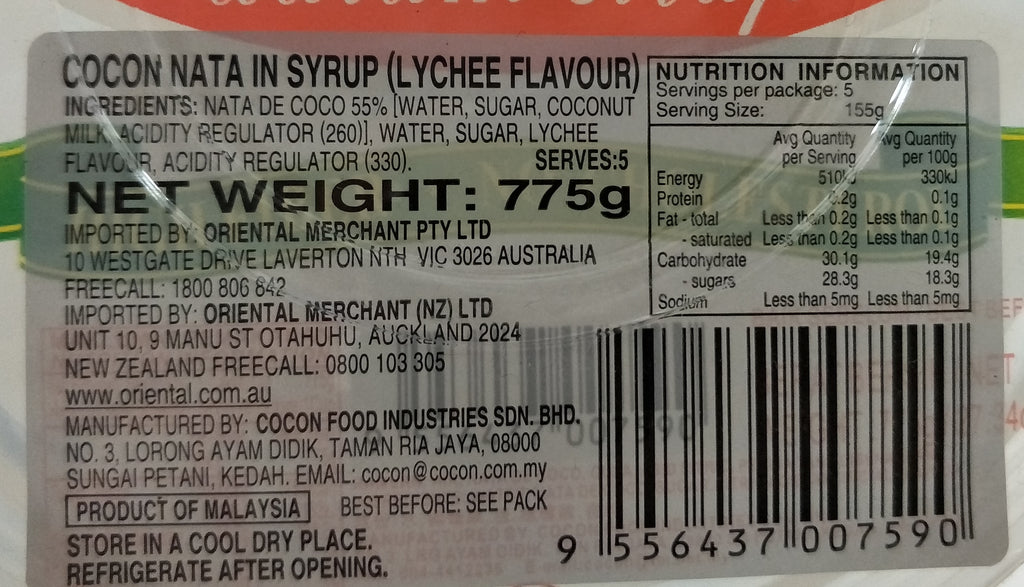 COCON NATA IN SYRUP (LYCHEE FLAVOUR)
INGREDIENTS: NATA DE COCO 55% [WATER, SUGAR, COCONUT
MILK, ACIDITY REGULATOR (260)], WATER, SUGAR, LYCHEE
FLAVOUR, ACIDITY REGULATOR (330). SERVES:5
NET WEIGHT: 775g
IMPORTED BY: ORIENTAL MERCHANT PTY LTD
10 WESTGATE DRIVE LAVERTON NTH VIC 3026 AUSTRALIA
FREECALL: 1800 806 842
IMPORTED BY: ORIENTAL MERCHANT (NZ) LTD
UNIT 10, 9 MANU ST OTAHUHU, AUCKLAND 2024
NEW ZEALAND FREECALL: 0800 103 305
www.oriental.com.au
MANUFACTURED BY: COCON FOOD INDUSTRIES SDN. BHD.
NO. 3, LORONG AYAM DIDIK, TAMAN RIA JAYA, 08000
SUNGAI PETANI, KEDAH. EMAIL: cocon@cocon.com.my
PRODUCT OF MALAYSIA BEST BEFORE: SEE PACK
STORE IN A COOL DRY PLACE.
REFRIGERATE AFTER OPENING.
NUTRITION INFORMATION
Servings per package: 5
Serving Size: 155g
Avg Quantity Avg Quantity
per Serving per 100g
Energy 510kJ 330kJ
Protein 0.2g 0.1g
Fat - total Less than 0.2g Less than 0.1g
- saturated Less than 0.2g Less than 0.1g
Carbohydrate 30.1g 19.4g
- sugars 28.3g 18.3g
Sodium Less than 5mg Less than 5mg
9 556437 007590